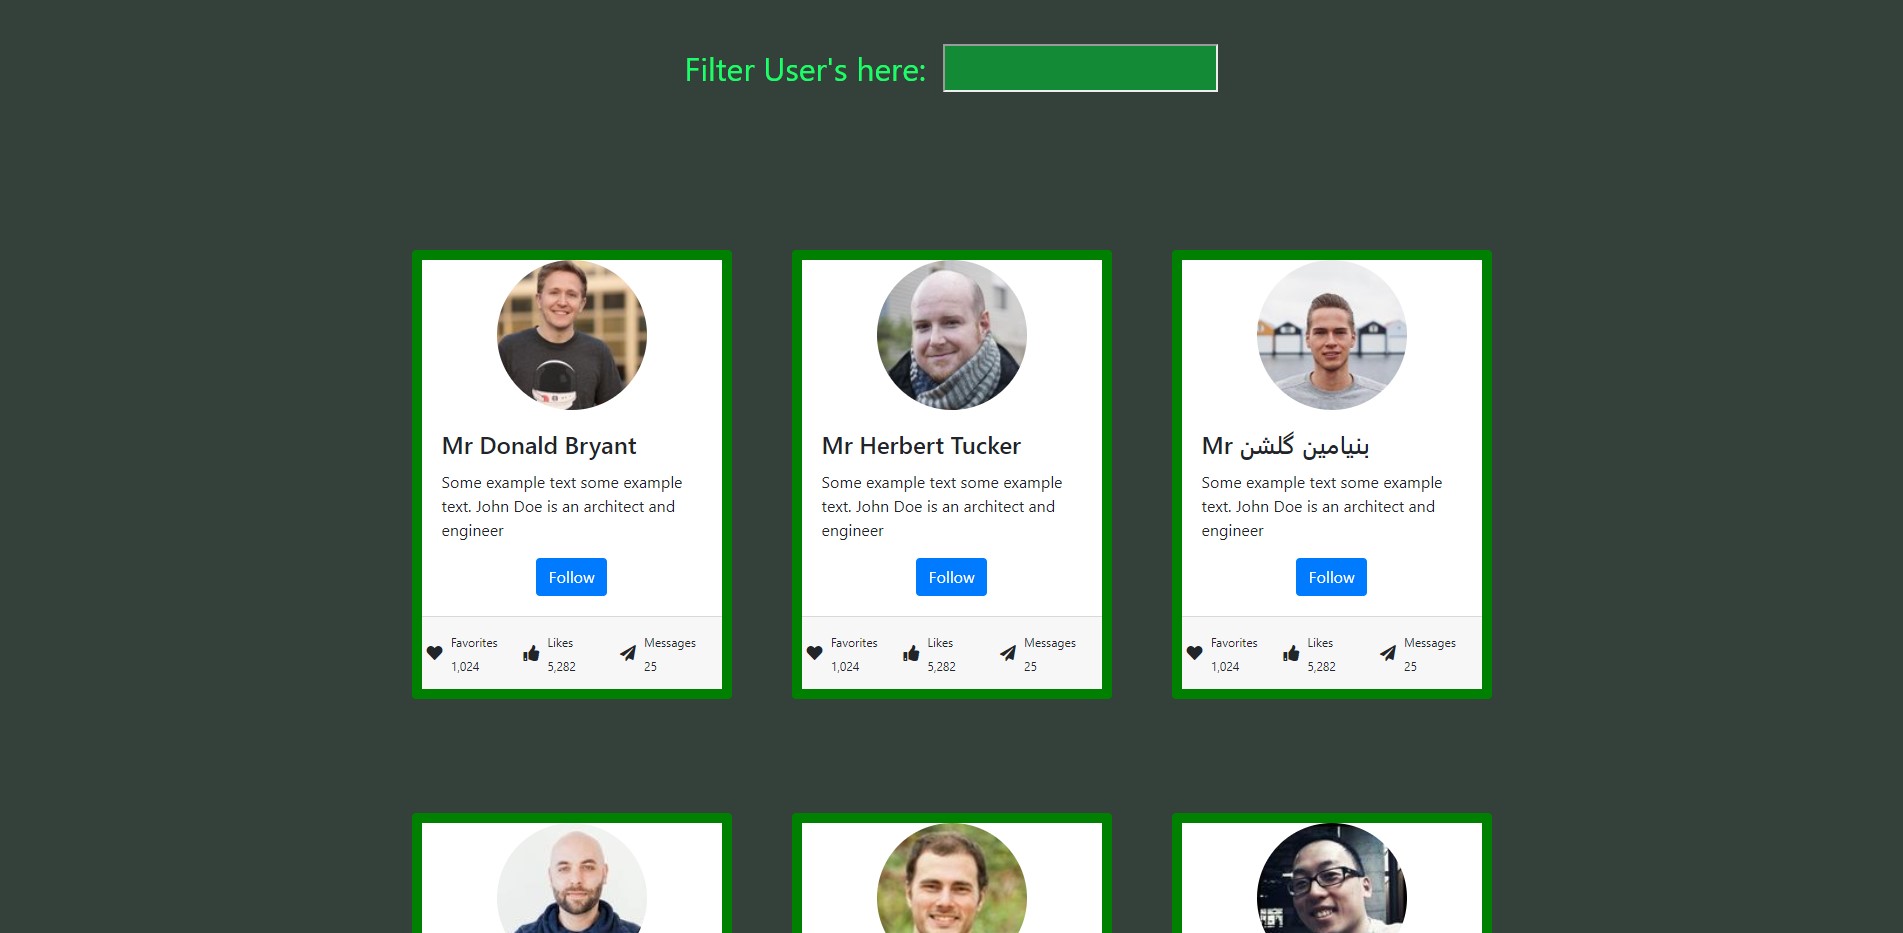 Filter User's here:
Mr Donald Bryant
Some example text some example
text. John Doe is an architect and
engineer
Follow
Favorites
1,024
Likes
5,282
Messages
25
Mr Herbert Tucker
Some example text some example
text. John Doe is an architect and
engineer
Follow
Favorites
1,024
Likes
5,282
Messages
25
Mr بنیامین گلشن
Some example text some example
text. John Doe is an architect and
engineer
Follow
Favorites
1,024
Likes
5,282
Messages
25